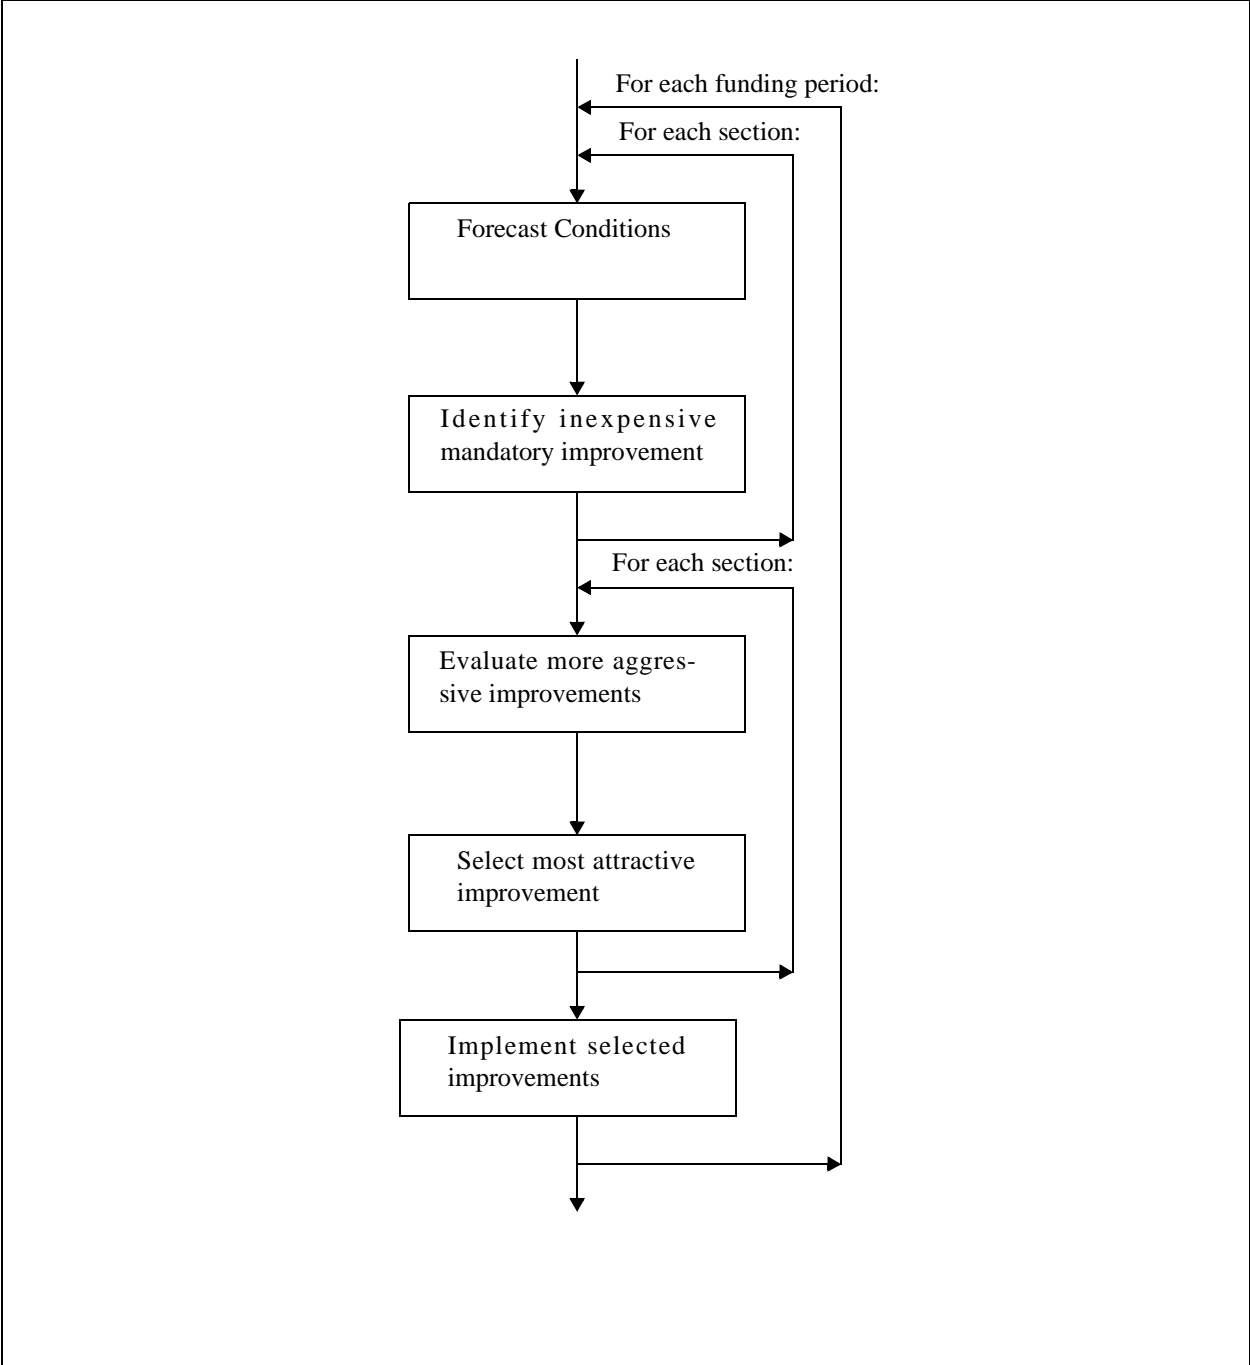 For each funding period:
For each section:
Forecast Conditions
Identify inexpensive
mandatory improvement
For each section:
Evaluate more aggres-
sive improvements
Select most attractive
improvement
Implement selected
improvements